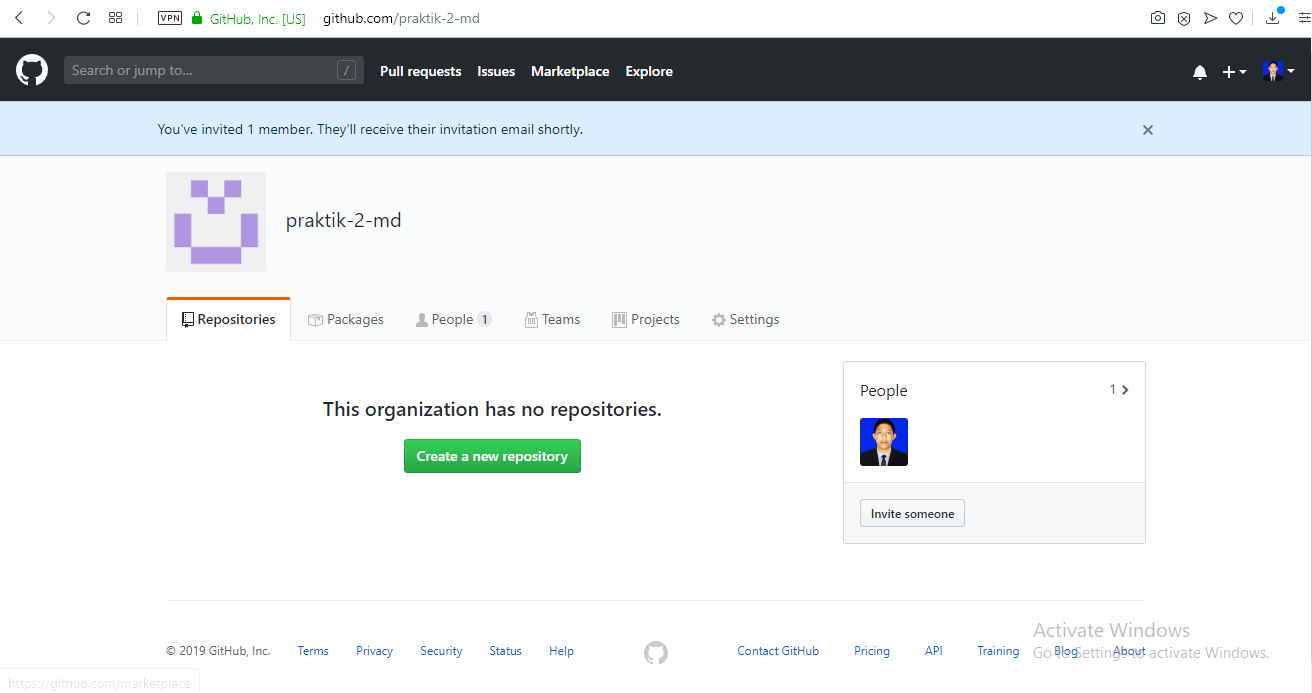 VPN GitHub, Inc. [US] github.com/praktik-2-md
Search or jump to... / Pull requests Issues Marketplace Explore
You've invited 1 member. They'll receive their invitation email shortly.
praktik-2-md
Repositories Packages People 1 Teams Projects Settings
This organization has no repositories.
Create a new repository
People 1
Invite someone
© 2019 GitHub, Inc. Terms Privacy Security Status Help Contact GitHub Pricing API Training Blog About
Activate Windows
Go to Settings to activate Windows.
https://github.com/marketplace